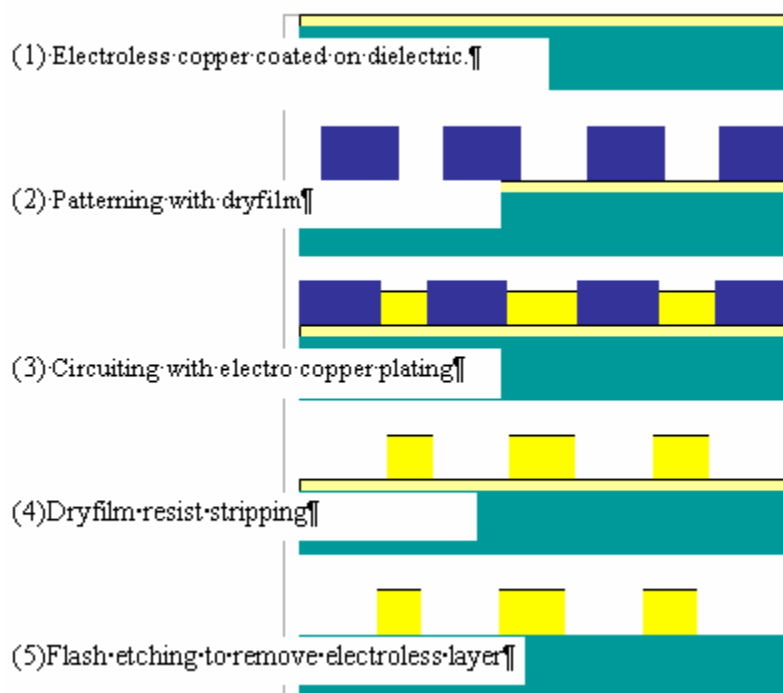 (1)·Electroless·copper·coated·on·dielectric.¶
(2)·Patterning·with·dryfilm¶
(3)·Circuiting·with·electro·copper·plating¶
(4)Dryfilm·resist·stripping¶
(5)Flash·etching·to·remove·electroless·layer¶